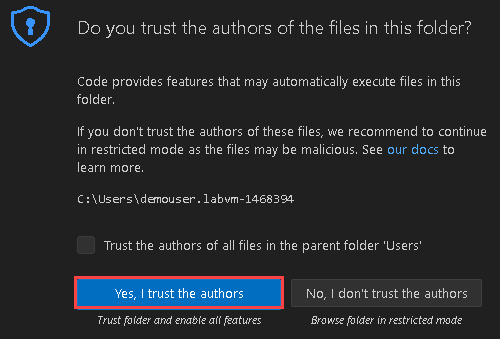 Do you trust the authors of the files in this folder?
Code provides features that may automatically execute files in this
folder.
If you don't trust the authors of these files, we recommend to continue
in restricted mode as the files may be malicious. See our docs to
learn more.
C:\Users\demouser.labvm-1468394
Trust the authors of all files in the parent folder 'Users'
Yes, I trust the authors
No, I don't trust the authors
Trust folder and enable all features
Browse folder in restricted mode